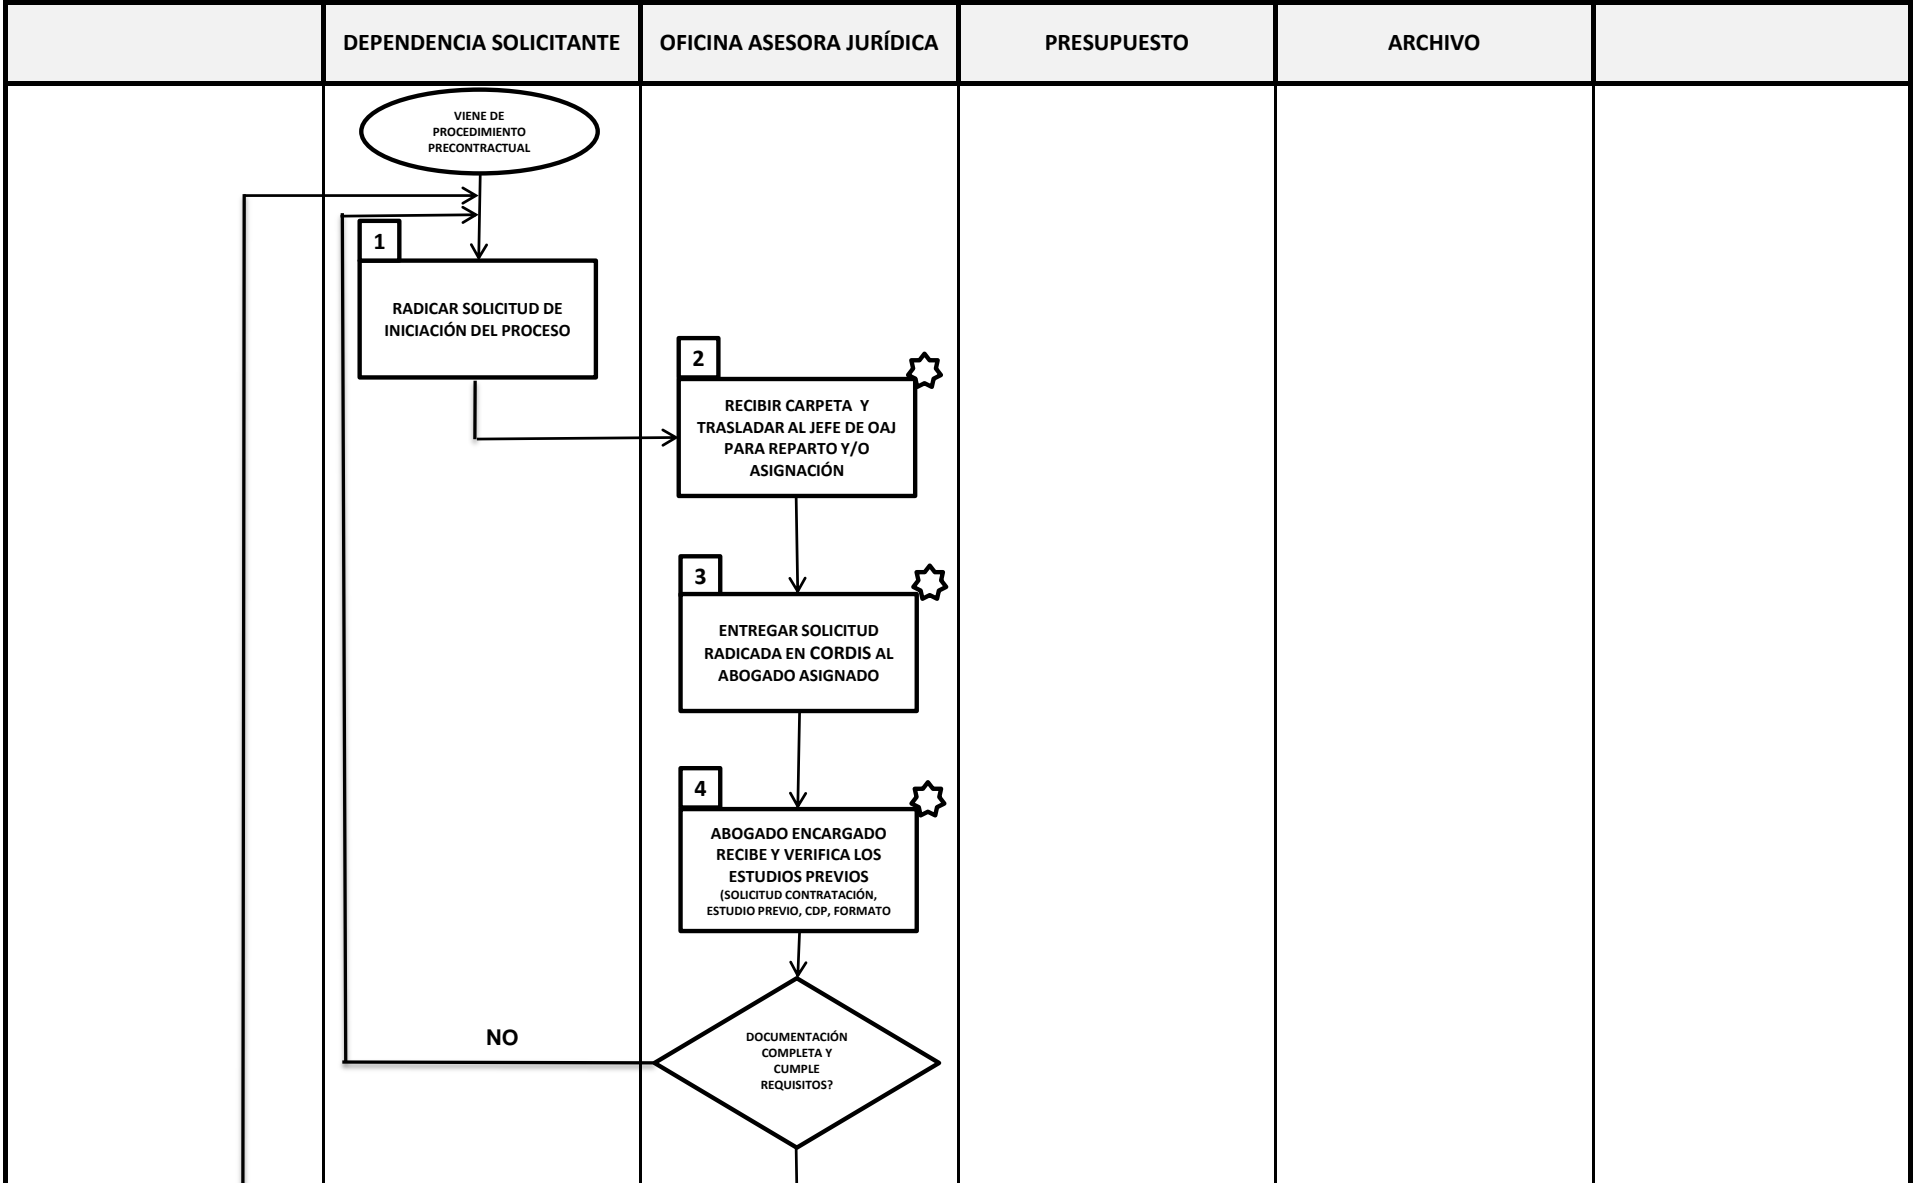 DEPENDENCIA SOLICITANTE
OFICINA ASESORA JURÍDICA
PRESUPUESTO
ARCHIVO
VIENE DE
PROCEDIMIENTO
PRECONTRACTUAL
1
RADICAR SOLICITUD DE
INICIACIÓN DEL PROCESO
2
RECIBIR CARPETA Y
TRASLADAR AL JEFE DE OAJ
PARA REPARTO Y/O
ASIGNACIÓN
3
ENTREGAR SOLICITUD
RADICADA EN CORDIS AL
ABOGADO ASIGNADO
4
ABOGADO ENCARGADO
RECIBE Y VERIFICA LOS
ESTUDIOS PREVIOS
(SOLICITUD CONTRATACIÓN,
ESTUDIO PREVIO, CDP, FORMATO
NO
DOCUMENTACIÓN
COMPLETA Y
CUMPLE
REQUISITOS?